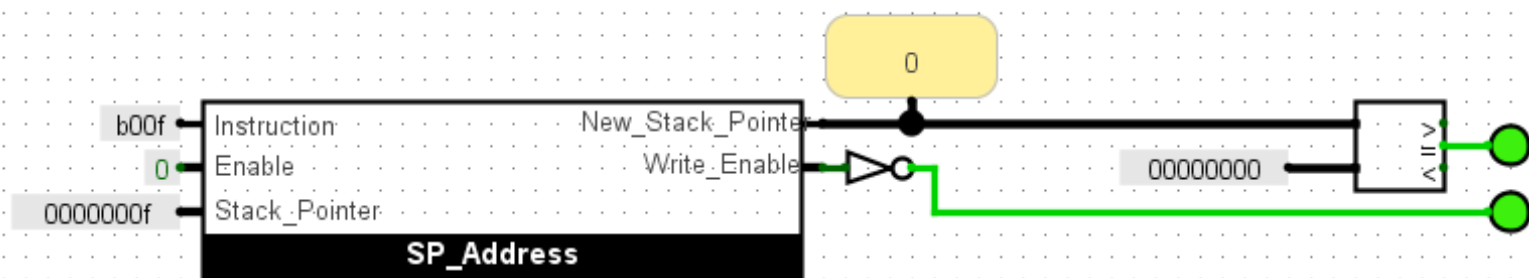 0
b00f
Instruction
New_Stack_Pointer
>
=
<
0
Enable
Write_Enable
00000000
0000000f
Stack_Pointer
SP_Address